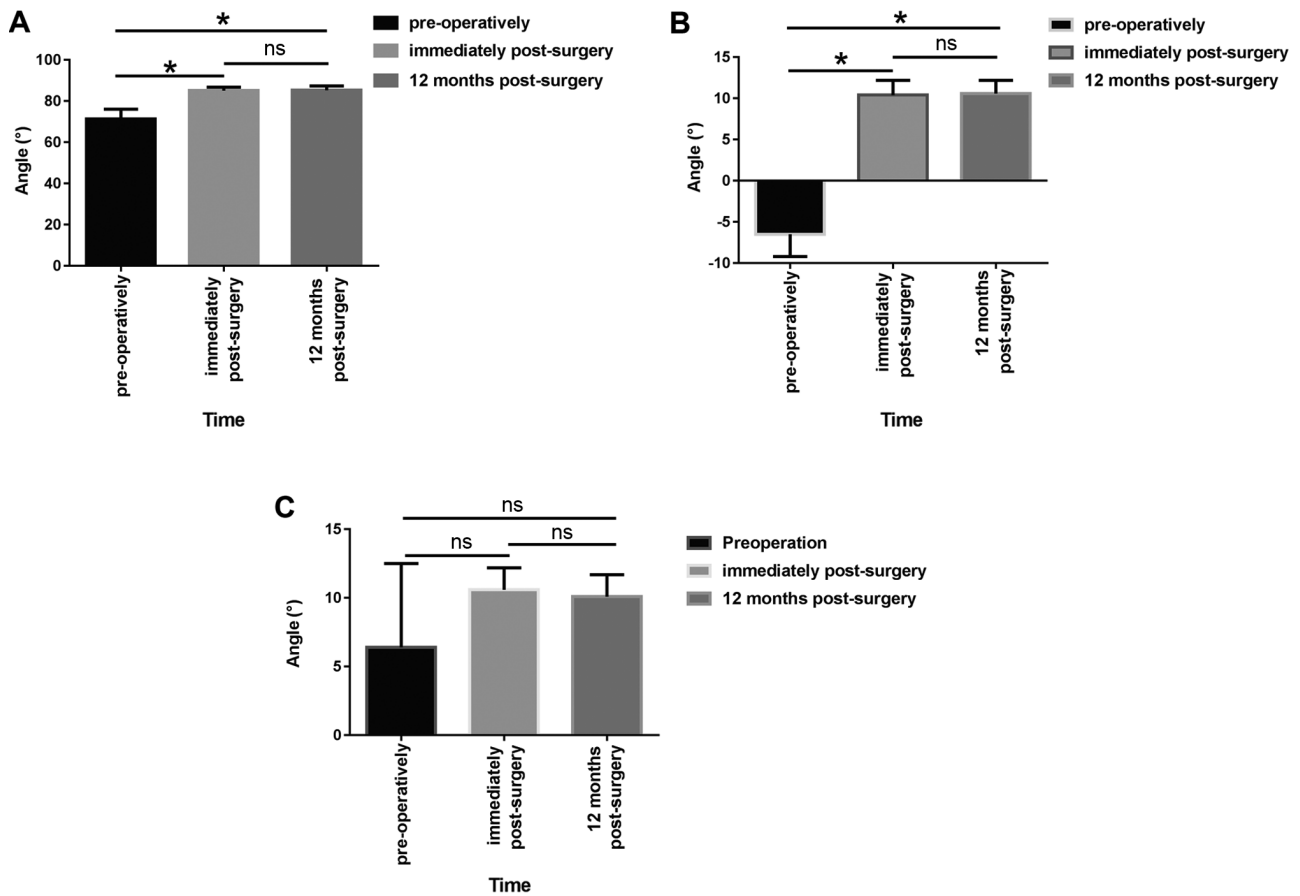 A
*
*
ns
pre-operatively
immediately post-surgery
12 months post-surgery
100
80
60
40
20
0
Angle (°)
pre-operatively
immediately
post-surgery
12 months
post-surgery
Time
B
*
*
ns
pre-operatively
immediately post-surgery
12 months post-surgery
15
10
5
0
-5
-10
Angle (°)
pre-operatively
immediately
post-surgery
12 months
post-surgery
Time
C
ns
ns
ns
Preoperation
immediately post-surgery
12 months post-surgery
15
10
5
0
Angle (°)
pre-operatively
immediately
post-surgery
12 months
post-surgery
Time